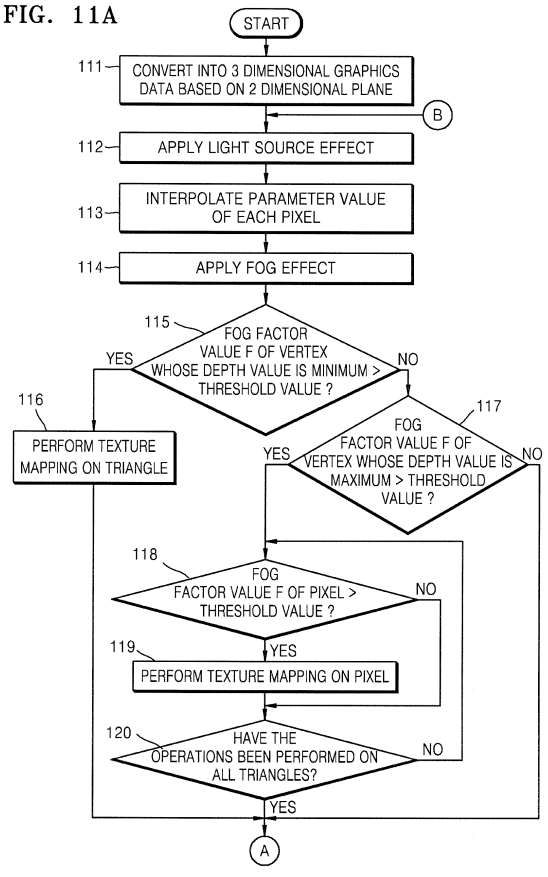 FIG. 11A
START
111
CONVERT INTO 3 DIMENSIONAL GRAPHICS
DATA BASED ON 2 DIMENSIONAL PLANE
B
112
APPLY LIGHT SOURCE EFFECT
113
INTERPOLATE PARAMETER VALUE
OF EACH PIXEL
114
APPLY FOG EFFECT
115
FOG FACTOR
VALUE F OF VERTEX
WHOSE DEPTH VALUE IS MINIMUM >
THRESHOLD VALUE ?
YES
NO
116
PERFORM TEXTURE
MAPPING ON TRIANGLE
117
FOG
FACTOR VALUE F OF
VERTEX WHOSE DEPTH VALUE IS
MAXIMUM > THRESHOLD
VALUE ?
YES
NO
118
FOG
FACTOR VALUE F OF PIXEL >
THRESHOLD VALUE ?
NO
YES
119
PERFORM TEXTURE MAPPING ON PIXEL
120
HAVE THE
OPERATIONS BEEN PERFORMED ON
ALL TRIANGLES?
NO
YES
A